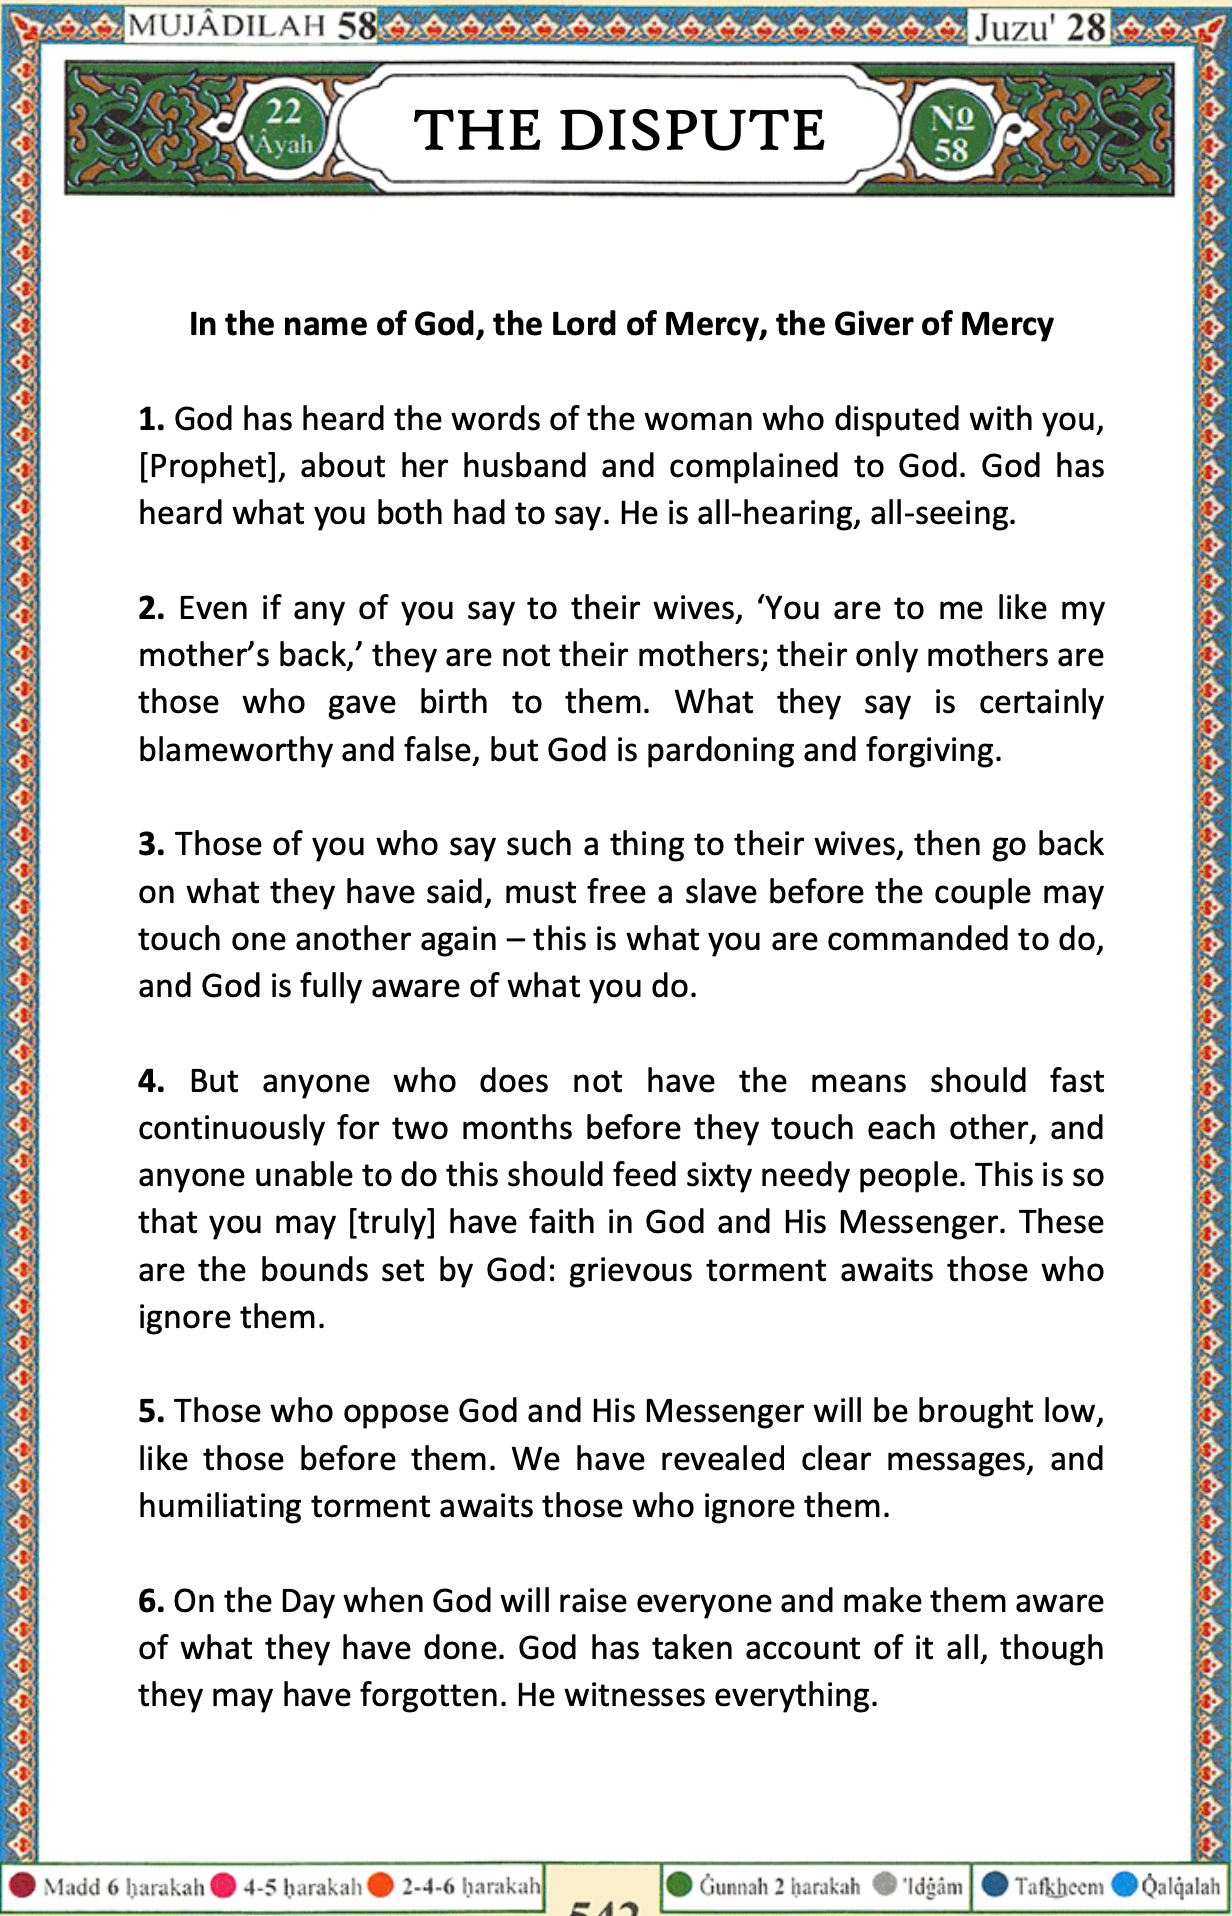 MUJÂDILAH 58
Juzu' 28
22
'Âyah
THE DISPUTE
No
58
In the name of God, the Lord of Mercy, the Giver of Mercy
1. God has heard the words of the woman who disputed with you,
[Prophet], about her husband and complained to God. God has
heard what you both had to say. He is all-hearing, all-seeing.
2. Even if any of you say to their wives, ‘You are to me like my
mother’s back,’ they are not their mothers; their only mothers are
those who gave birth to them. What they say is certainly
blameworthy and false, but God is pardoning and forgiving.
3. Those of you who say such a thing to their wives, then go back
on what they have said, must free a slave before the couple may
touch one another again – this is what you are commanded to do,
and God is fully aware of what you do.
4. But anyone who does not have the means should fast
continuously for two months before they touch each other, and
anyone unable to do this should feed sixty needy people. This is so
that you may [truly] have faith in God and His Messenger. These
are the bounds set by God: grievous torment awaits those who
ignore them.
5. Those who oppose God and His Messenger will be brought low,
like those before them. We have revealed clear messages, and
humiliating torment awaits those who ignore them.
6. On the Day when God will raise everyone and make them aware
of what they have done. God has taken account of it all, though
they may have forgotten. He witnesses everything.
Madd 6 ḥarakah 4-5 ḥarakah 2-4-6 ḥarakah
Ġunnah 2 ḥarakah 'Idġâm Tafkheem Q̇alq̇alah